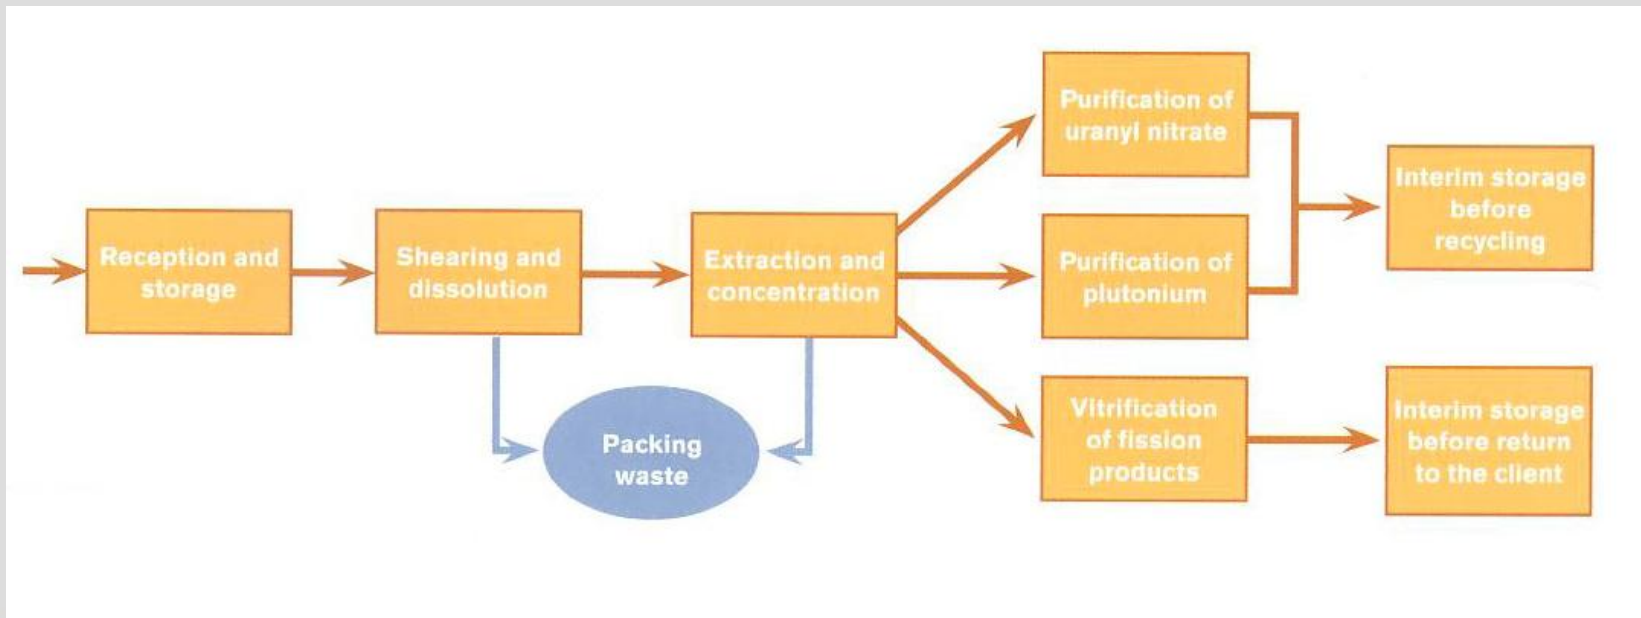 Reception and
storage
Shearing and
dissolution
Extraction and
concentration
Packing
waste
Purification of
uranyl nitrate
Purification of
plutonium
Vitrification
of fission
products
Interim storage
before
recycling
Interim storage
before return
to the client